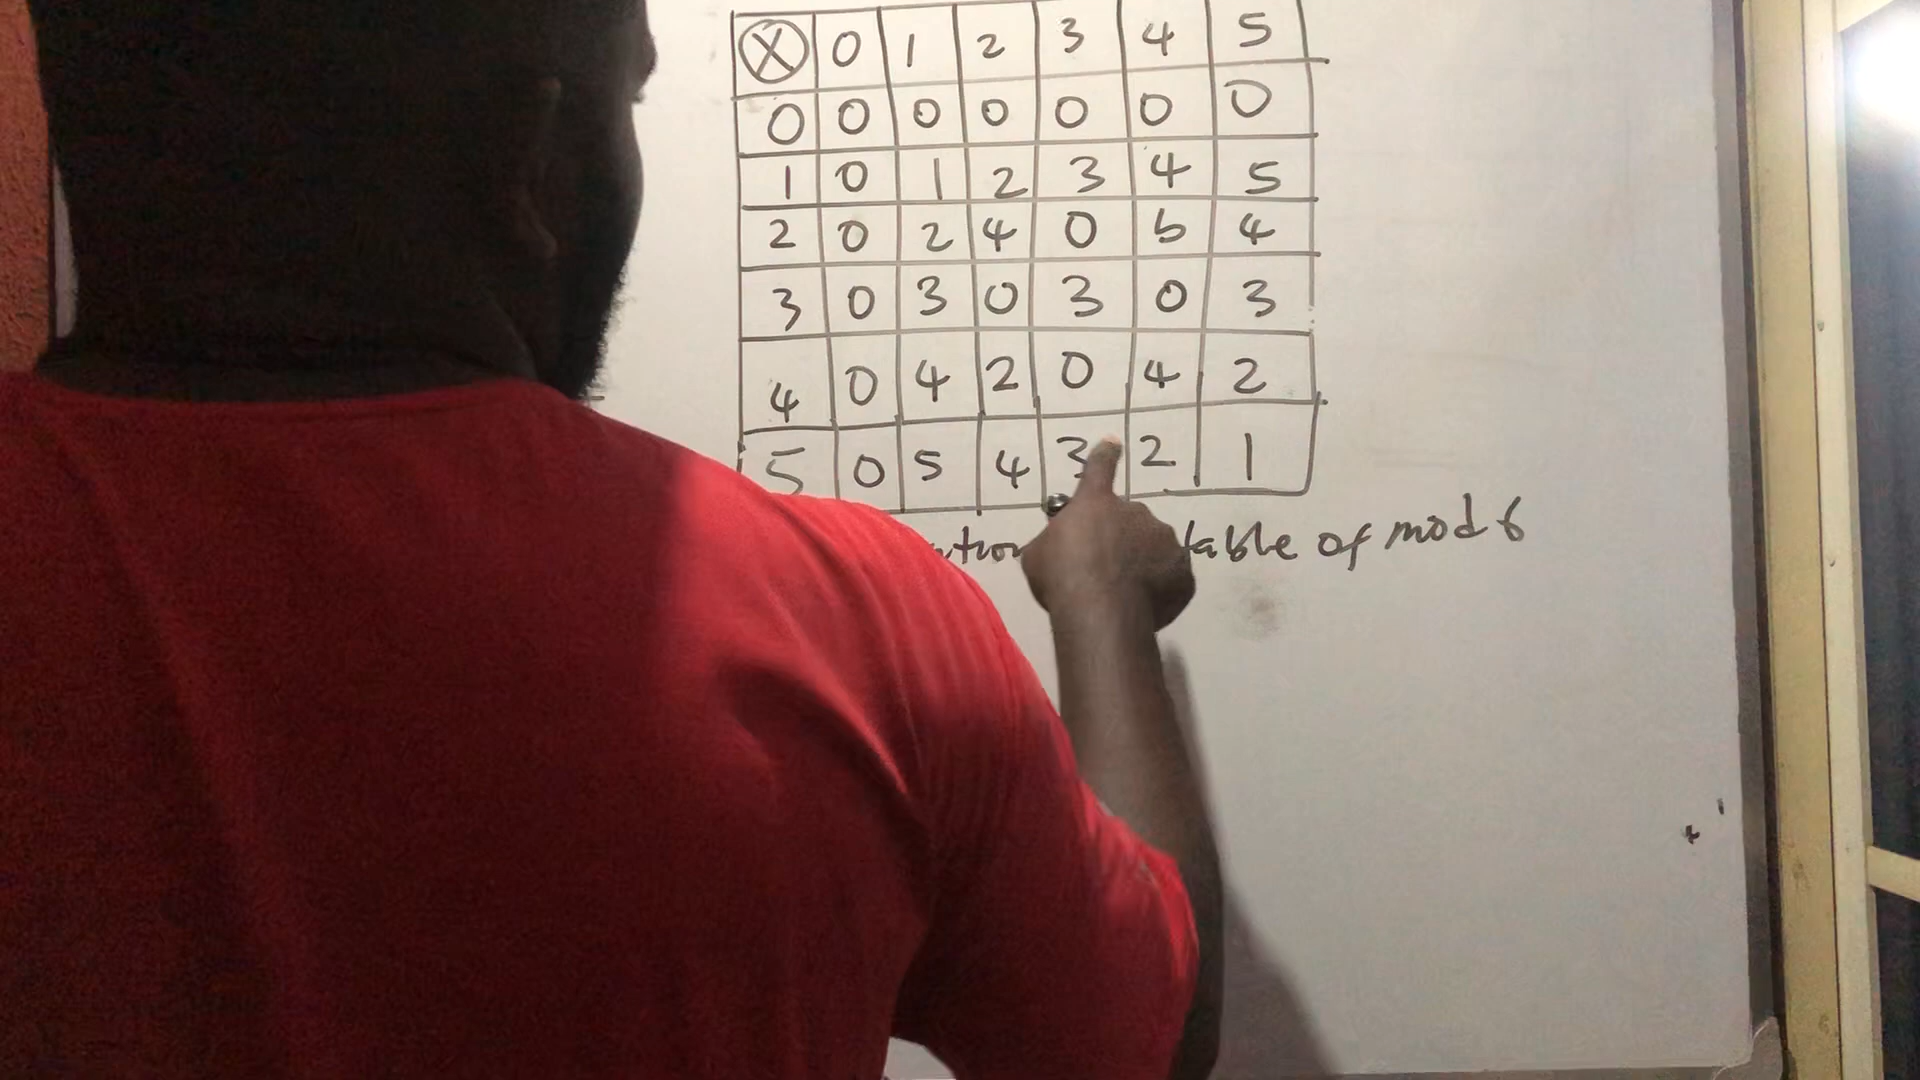 ⊗ 0 1 2 3 4 5
0 0 0 0 0 0 0
1 0 1 2 3 4 5
2 0 2 4 0 b 4
3 0 3 0 3 0 3
4 0 4 2 0 4 2
5 0 5 4 3 2 1
table of mod 6